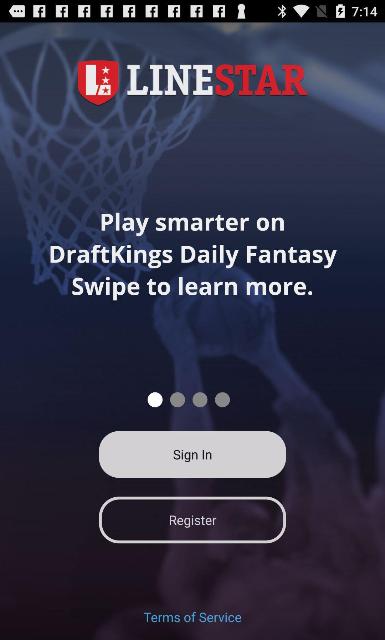 7:14
LINESTAR
Play smarter on
DraftKings Daily Fantasy
Swipe to learn more.
Sign In
Register
Terms of Service